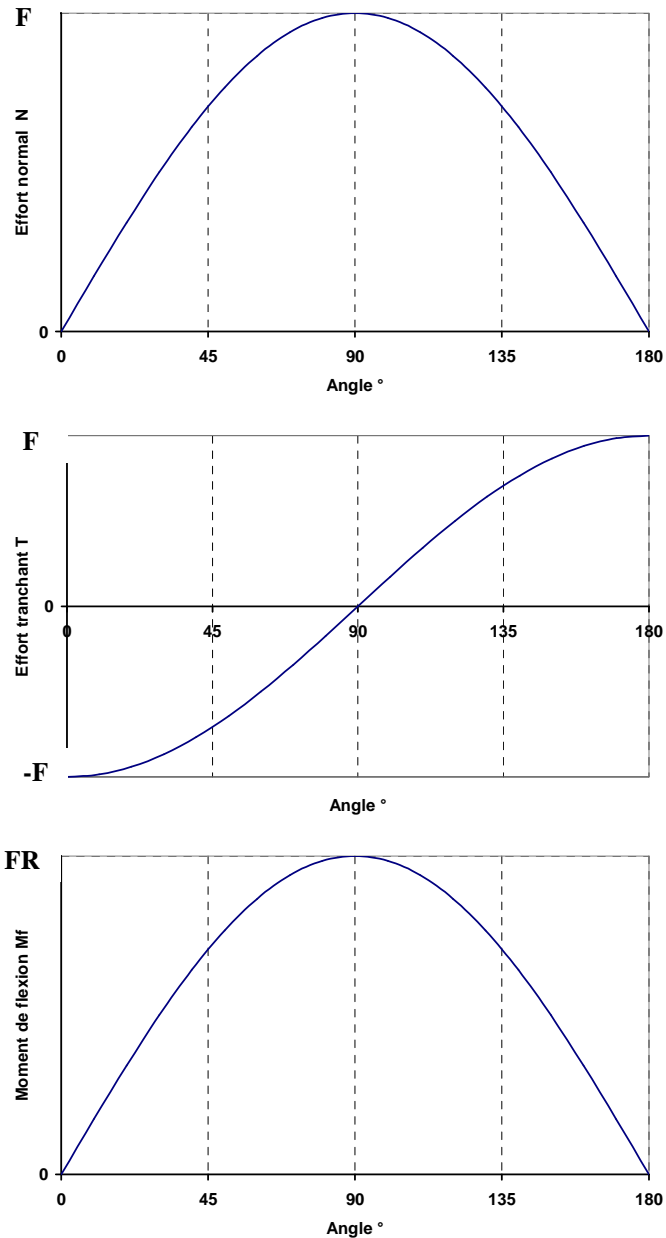 F
Effort normal N
0
0 45 90 135 180
Angle °
F
Effort tranchant T
0
0 45 90 135 180
-F
Angle °
FR
Moment de flexion Mf
0
0 45 90 135 180
Angle °